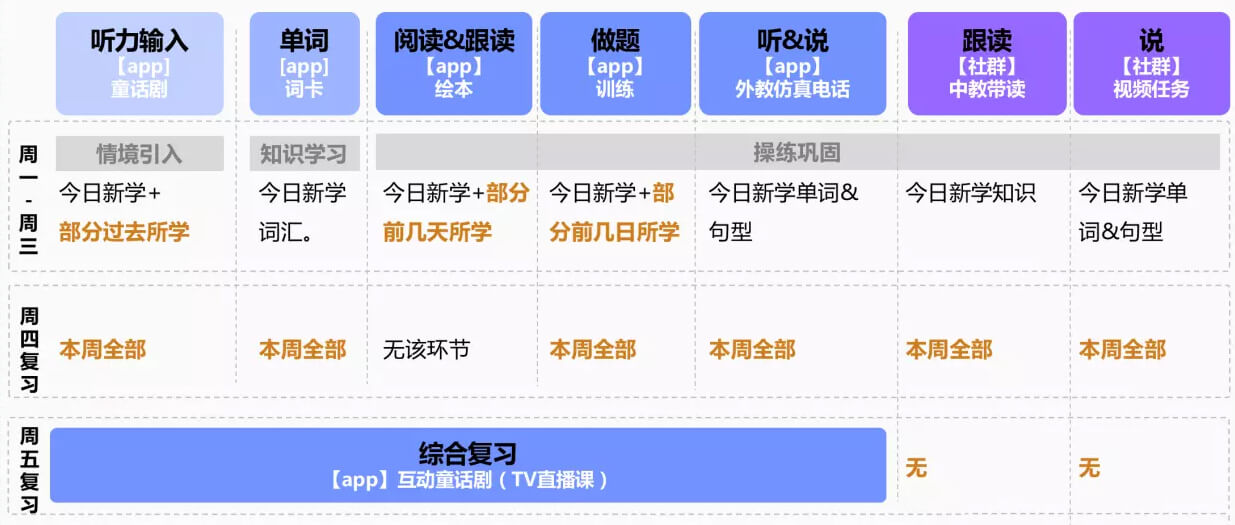 听力输入
【app】
童话剧
单词
[app]
词卡
阅读&跟读
【app】
绘本
做题
【app】
训练
听&说
【app】
外教仿真电话
跟读
【社群】
中教带读
说
【社群】
视频任务
周一-周三
情境引入
知识学习
操练巩固
今日新学+
部分过去所学
今日新学
词汇。
今日新学+部分
前几天所学
今日新学+部
分前几日所学
今日新学单词&
句型
今日新学知识
今日新学单
词&句型
周四复习
本周全部
本周全部
无该环节
本周全部
本周全部
本周全部
本周全部
周五复习
综合复习
【app】互动童话剧（TV直播课）
无
无